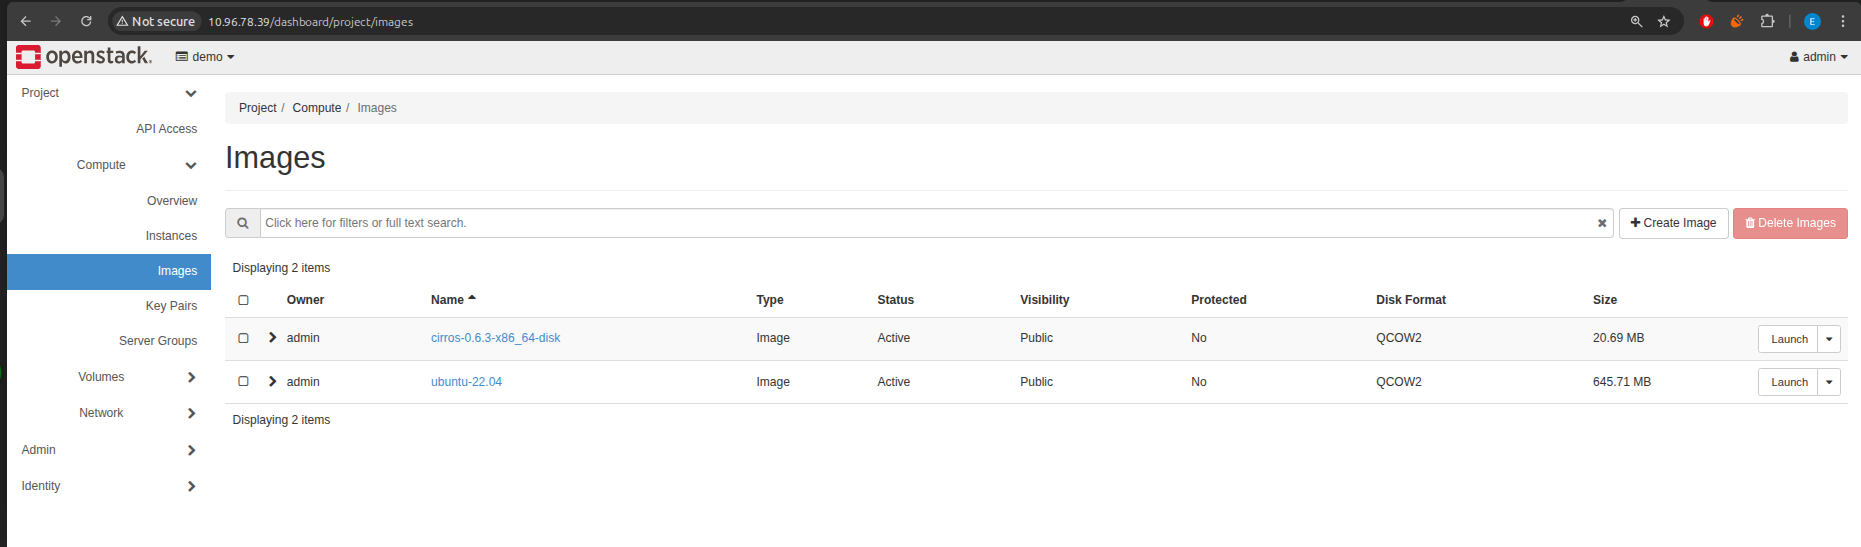 Not secure 10.96.78.39/dashboard/project/images E
openstack. demo admin
Project
API Access
Compute
Overview
Instances
Images
Key Pairs
Server Groups
Volumes
Network
Admin
Identity
Project / Compute / Images
Images
Click here for filters or full text search. Create Image Delete Images
Displaying 2 items
Owner Name Type Status Visibility Protected Disk Format Size
admin cirros-0.6.3-x86_64-disk Image Active Public No QCOW2 20.69 MB Launch
admin ubuntu-22.04 Image Active Public No QCOW2 645.71 MB Launch
Displaying 2 items